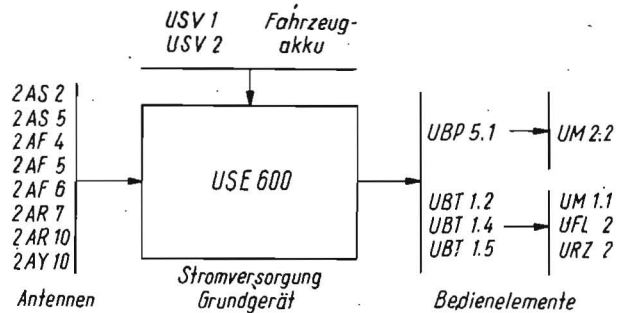 USV 1
USV 2
Fahrzeug-
akku
2AS 2
2AS 5
2AF 4
2AF 5
2AF 6
2AR 7
2AR 10
2AY 10
Antennen
USE 600
Stromversorgung
Grundgerät
UBP 5.1
UM 2.2
UBT 1.2
UBT 1.4
UBT 1.5
UM 1.1
UFL 2
URZ 2
Bedienelemente